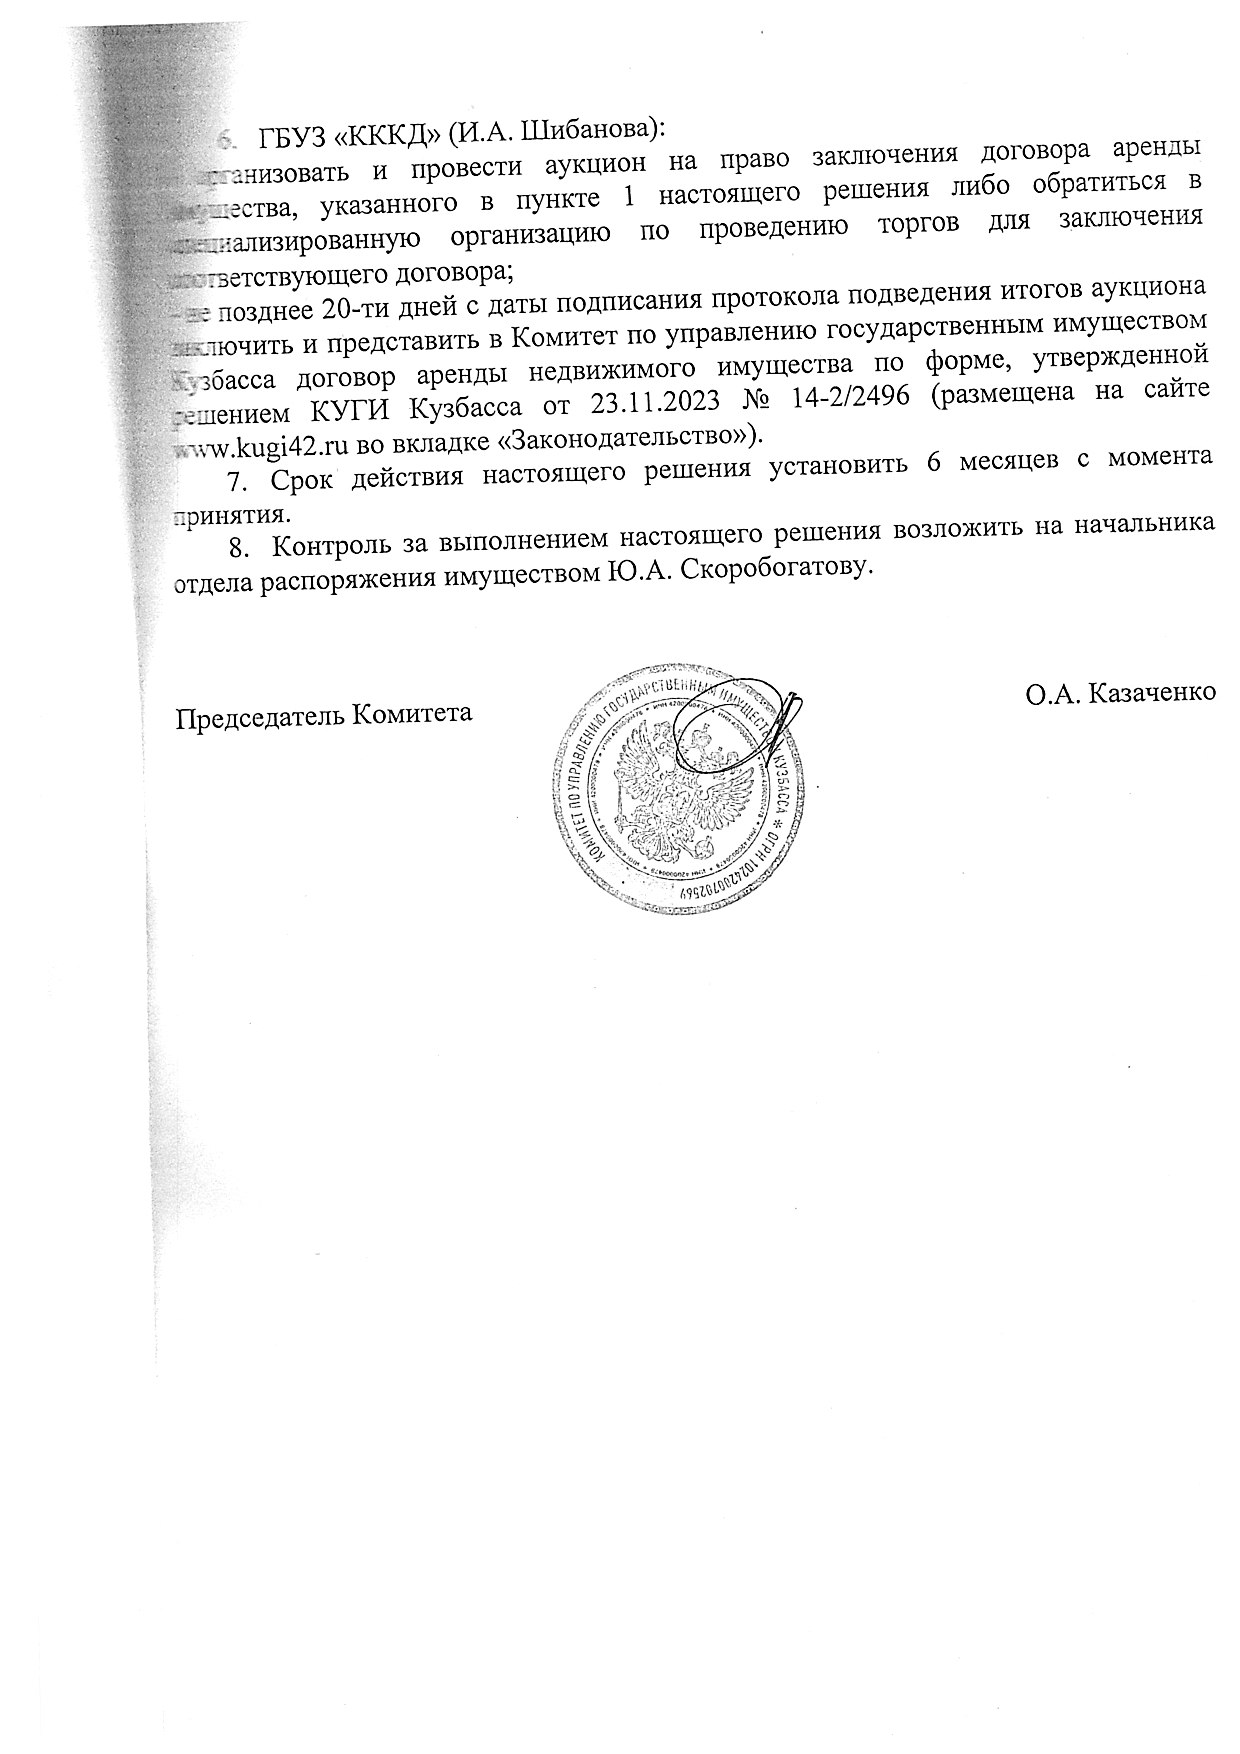 6. ГБУЗ «КККД» (И.А. Шибанова):
организовать и провести аукцион на право заключения договора аренды
имущества, указанного в пункте 1 настоящего решения либо обратиться в
специализированную организацию по проведению торгов для заключения
соответствующего договора;
- не позднее 20-ти дней с даты подписания протокола подведения итогов аукциона
заключить и представить в Комитет по управлению государственным имуществом
Кузбасса договор аренды недвижимого имущества по форме, утвержденной
решением КУГИ Кузбасса от 23.11.2023 № 14-2/2496 (размещена на сайте
www.kugi42.ru во вкладке «Законодательство»).
7. Срок действия настоящего решения установить 6 месяцев с момента
принятия.
8. Контроль за выполнением настоящего решения возложить на начальника
отдела распоряжения имуществом Ю.А. Скоробогатову.
Председатель Комитета
О.А. Казаченко
КОМИТЕТ ПО УПРАВЛЕНИЮ ГОСУДАРСТВЕННЫМ ИМУЩЕСТВОМ КУЗБАССА * ОГРН 1024200702569